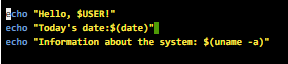 echo "Hello, $USER!"
echo "Today's date:$(date)"
echo "Information about the system: $(uname -a)"